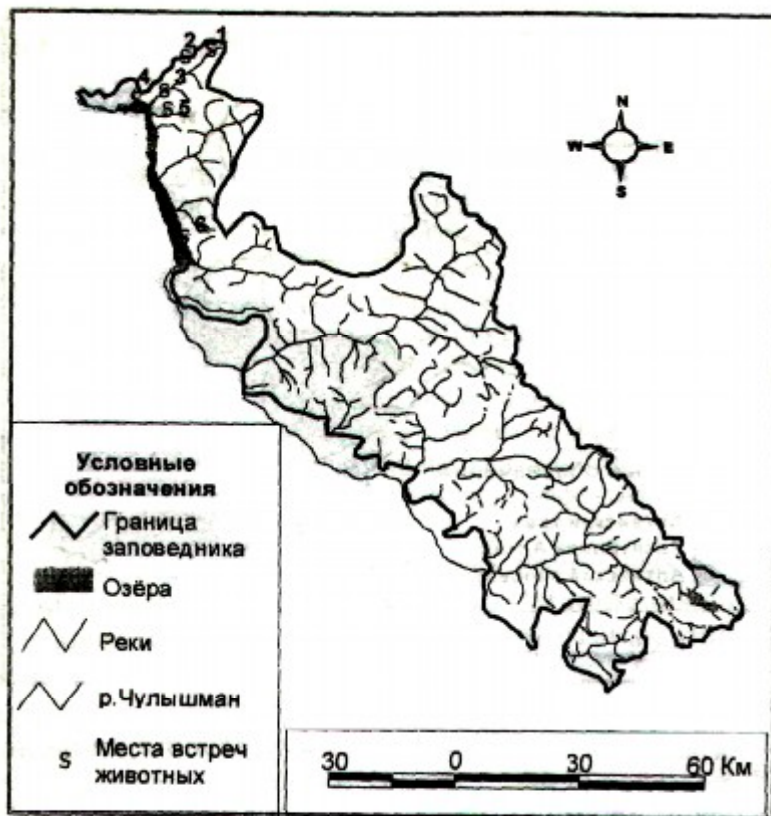 1
2
4
3
S
S 5
N
W E
S
S
Условные
обозначения
Граница
заповедника
Озёра
Реки
р.Чулышман
S Места встреч
животных
30 0 30 60 Км